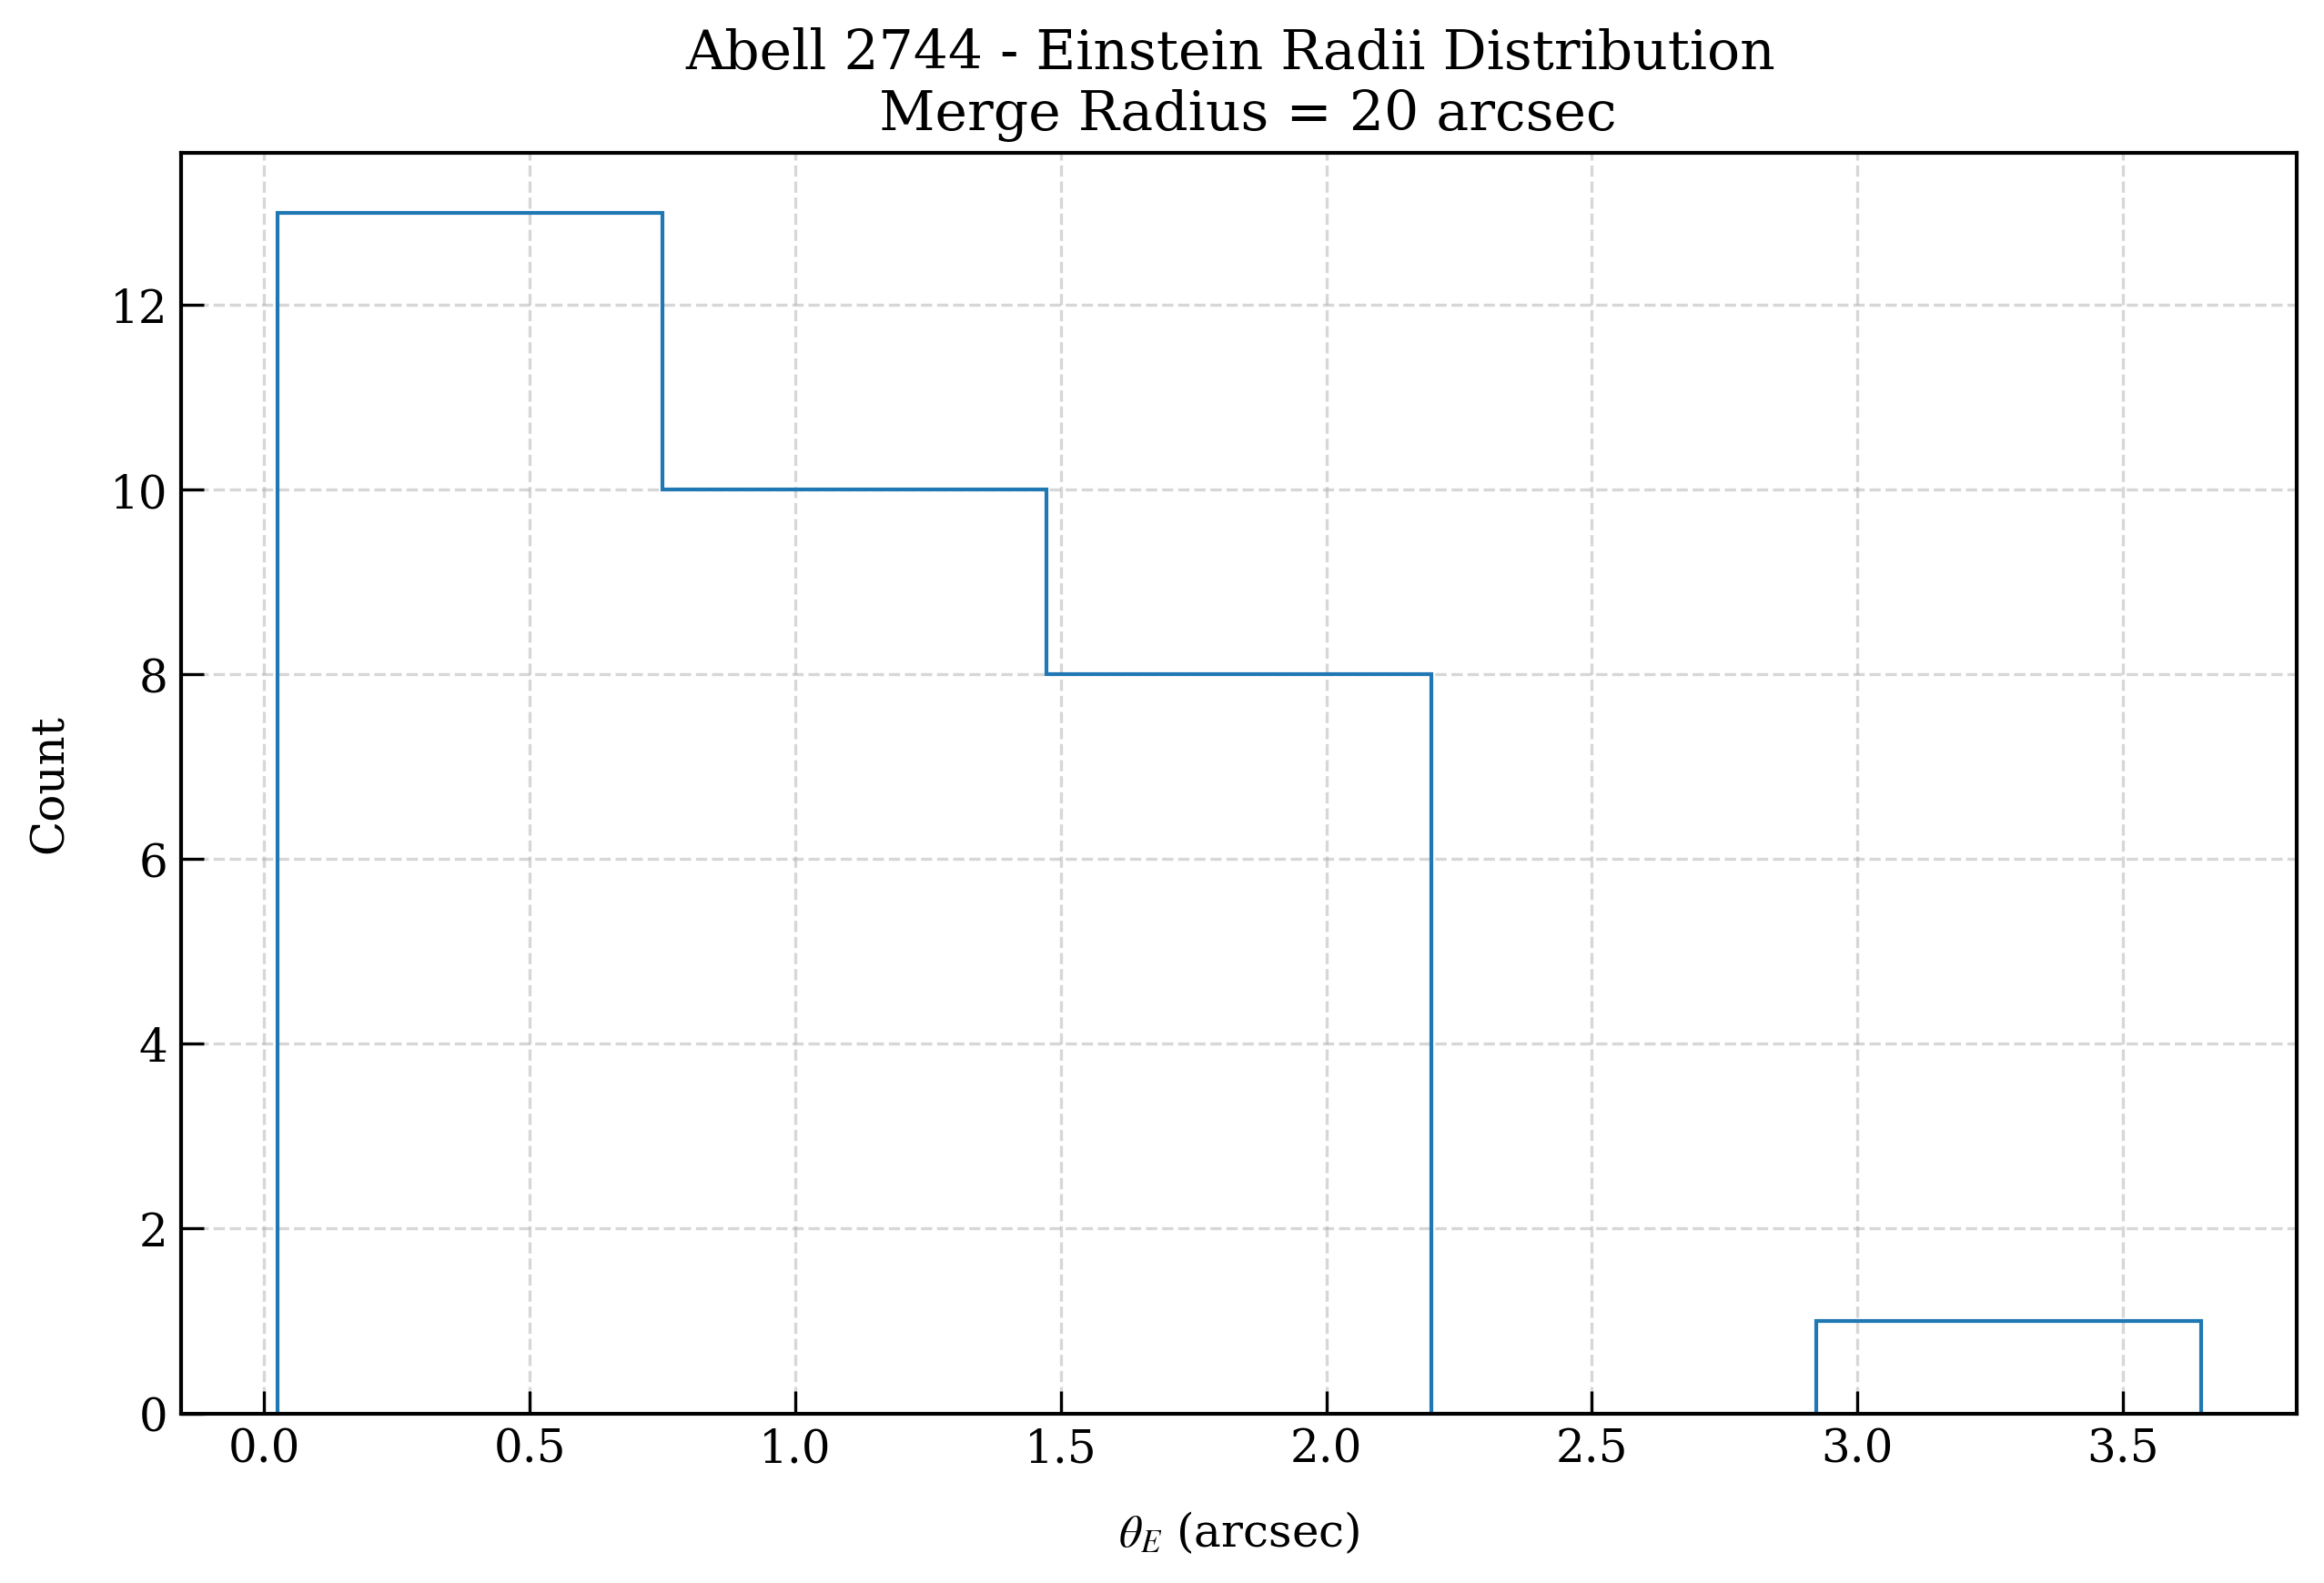 Abell 2744 - Einstein Radii Distribution
Merge Radius = 20 arcsec
12
10
8
6
4
2
0
Count
0.0 0.5 1.0 1.5 2.0 2.5 3.0 3.5
θ_E (arcsec)